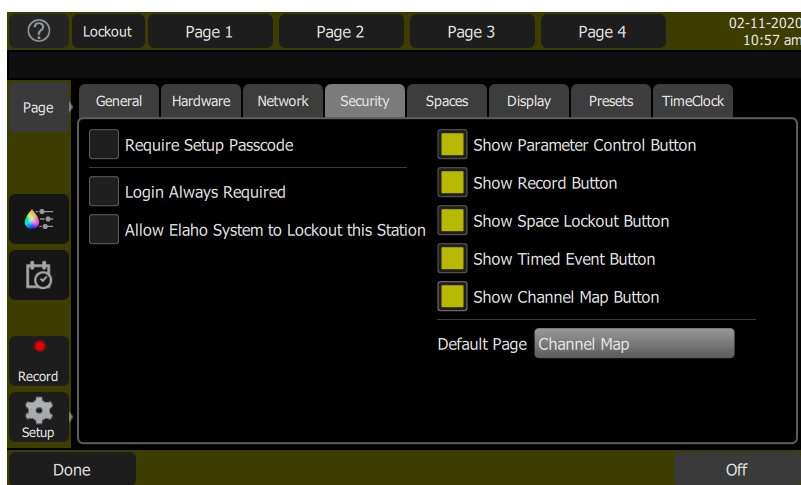 ?
Lockout
Page 1
Page 2
Page 3
Page 4
02-11-2020
10:57 am
Page
General
Hardware
Network
Security
Spaces
Display
Presets
TimeClock
Require Setup Passcode
Login Always Required
Allow Elaho System to Lockout this Station
Show Parameter Control Button
Show Record Button
Show Space Lockout Button
Show Timed Event Button
Show Channel Map Button
Default Page
Channel Map
Record
Setup
Done
Off